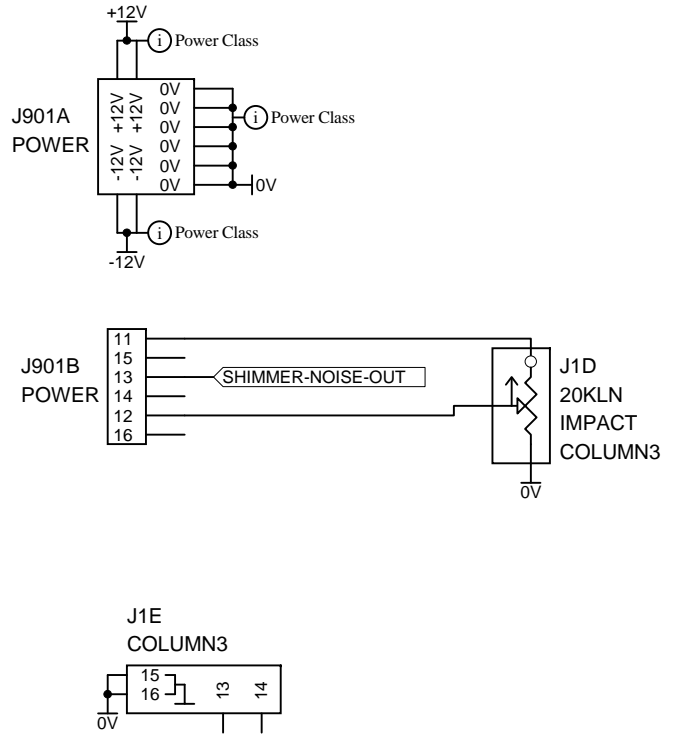 +12V
i Power Class
J901A
POWER
+12V
+12V
-12V
-12V
0V
0V
0V
0V
0V
0V
i Power Class
0V
i Power Class
-12V
J901B
POWER
11
15
13
14
12
16
SHIMMER-NOISE-OUT
J1D
20KLN
IMPACT
COLUMN3
0V
J1E
COLUMN3
15
16
13
14
0V